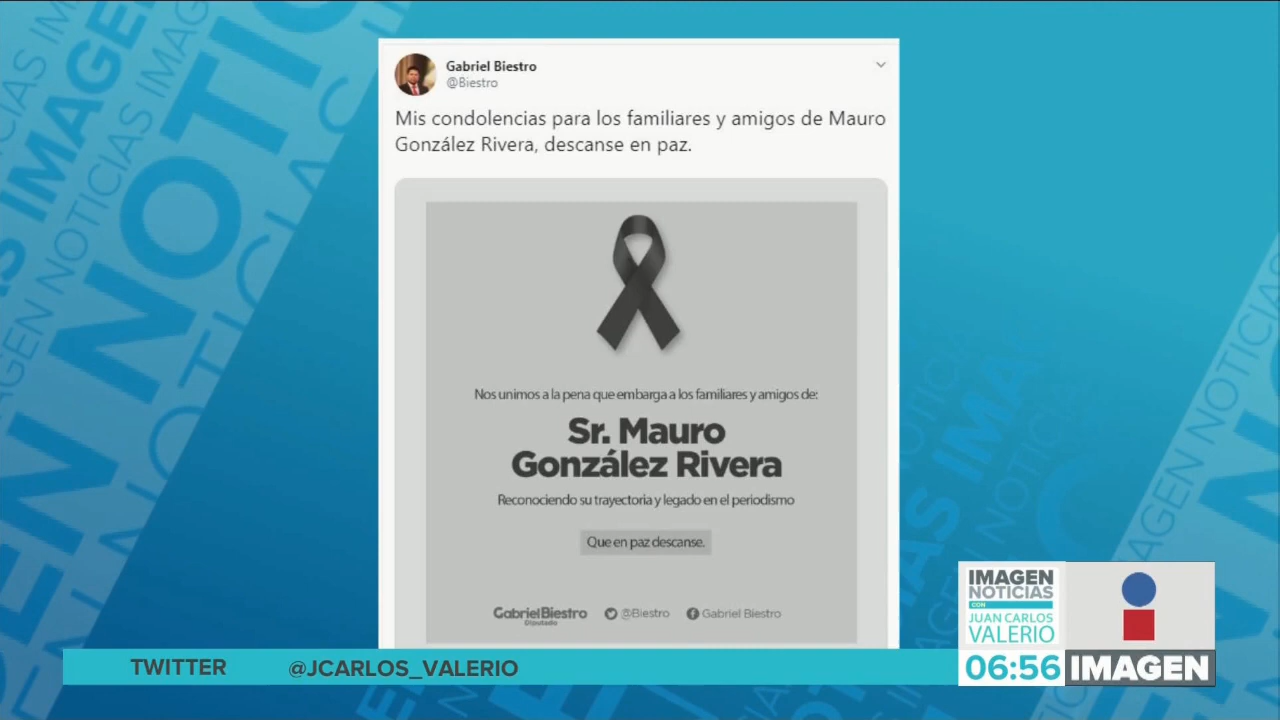 Gabriel Biestro
@Biestro
Mis condolencias para los familiares y amigos de Mauro
González Rivera, descanse en paz.
Nos unimos a la pena que embarga a los familiares y amigos de:
Sr. Mauro
González Rivera
Reconociendo su trayectoria y legado en el periodismo
Que en paz descanse.
GabrielBiestro
Diputado
@Biestro
Gabriel Biestro
IMAGEN
NOTICIAS
CON
JUAN CARLOS
VALERIO
06:56 IMAGEN
TWITTER @JCARLOS_VALERIO